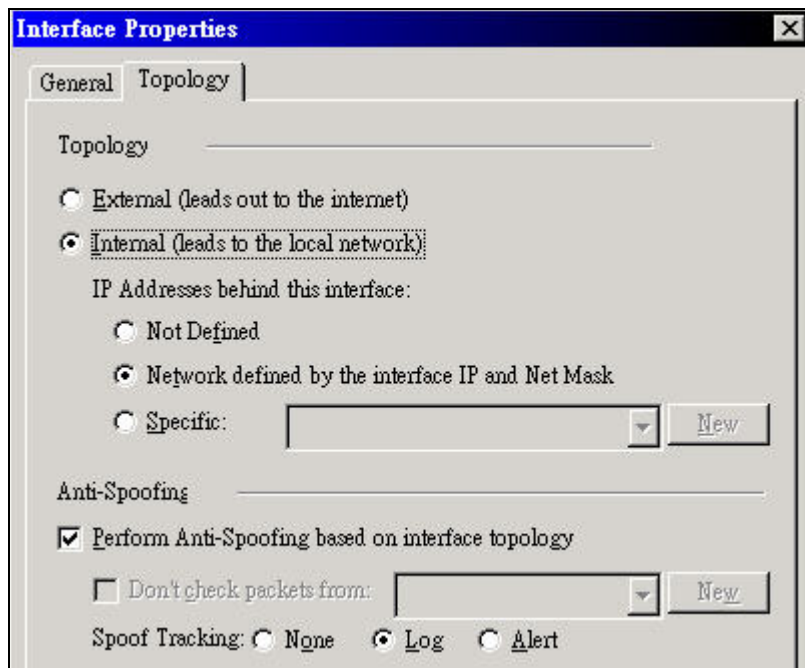 Interface Properties
General Topology
Topology
External (leads out to the internet)
Internal (leads to the local network)
IP Addresses behind this interface:
Not Defined
Network defined by the interface IP and Net Mask
Specific: New
Anti-Spoofing
Perform Anti-Spoofing based on interface topology
Don't check packets from: New
Spoof Tracking: None Log Alert